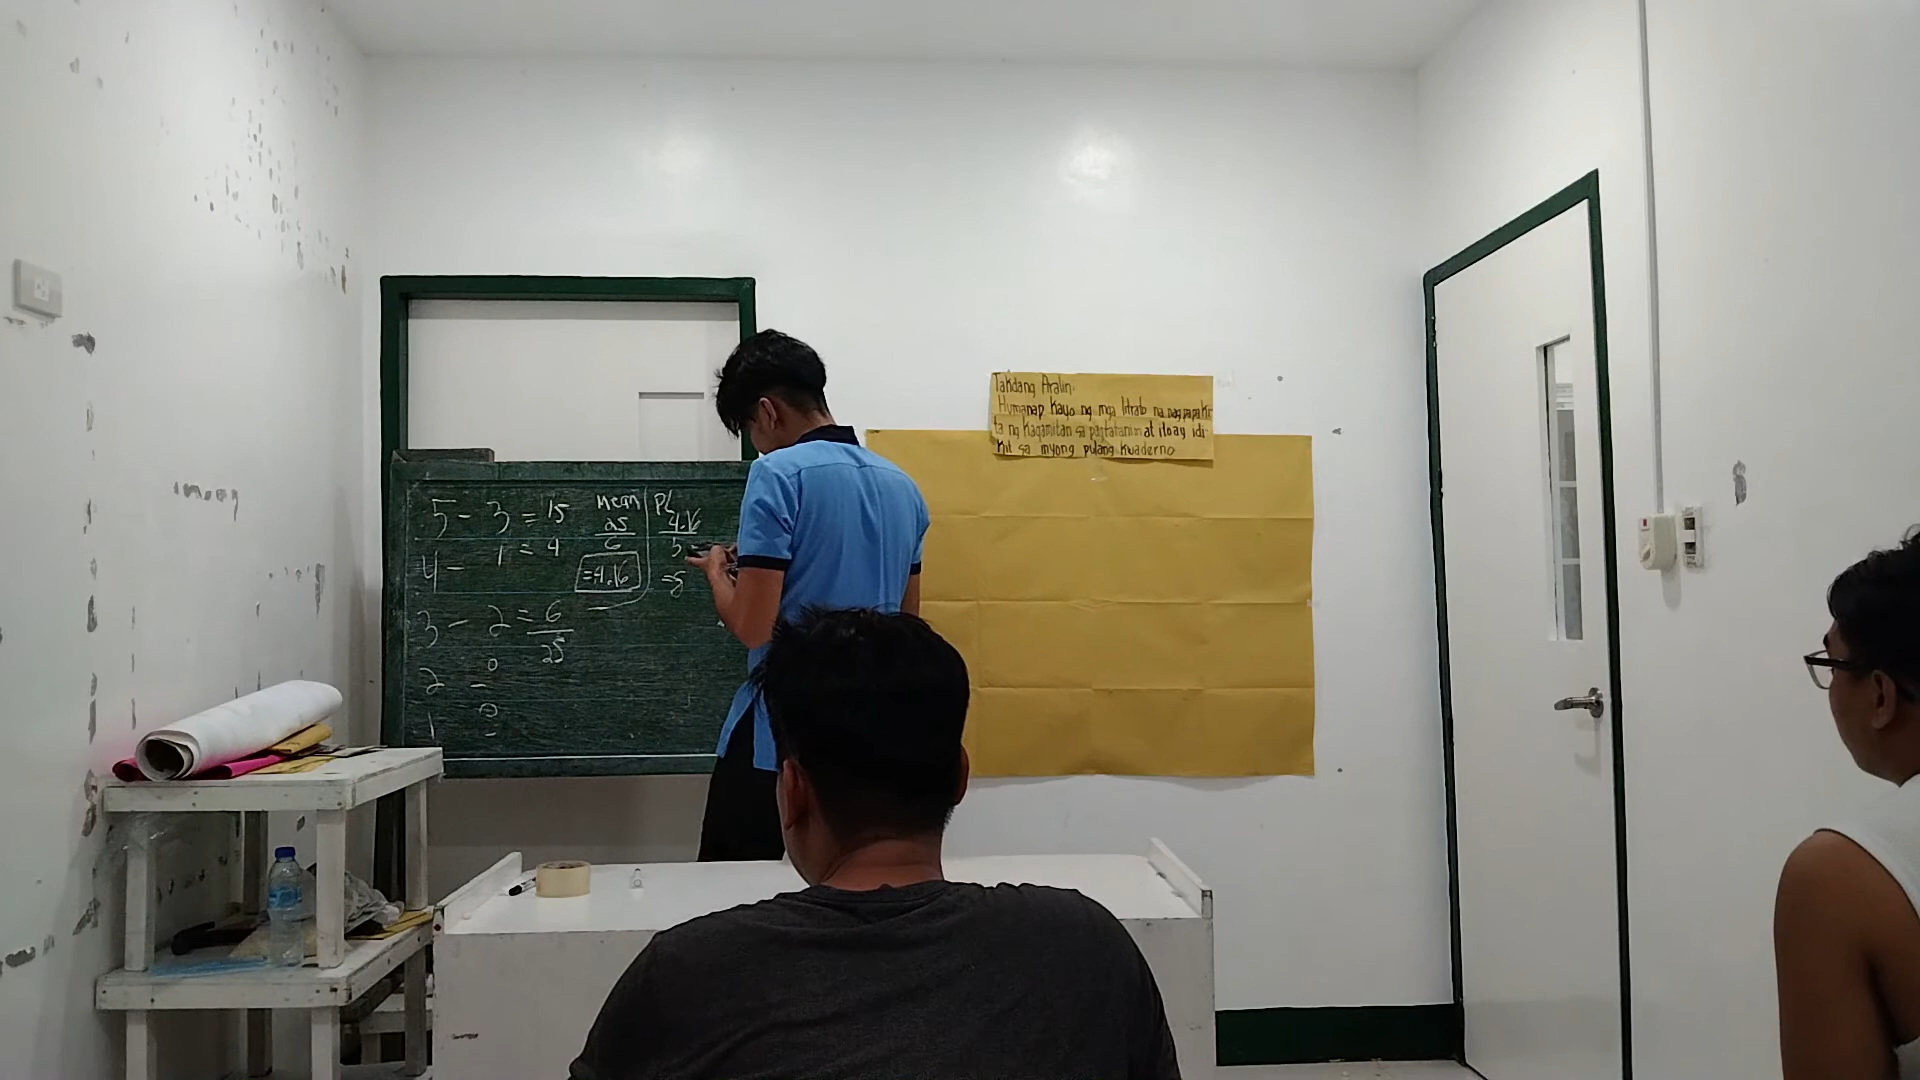 5 - 3 = 15
4 - 1 = 4
3 - 2 = 6
25
2 - 0
1 - 0
Mean
25
6
= 4.16
PL
4.16
5
Takdang Aralin.
Humanap kayo ng mga litrato na nagpapaki
ta ng kagamitan sa pagtatanim at itoay idi-
kit sa inyong pulang kuaderno